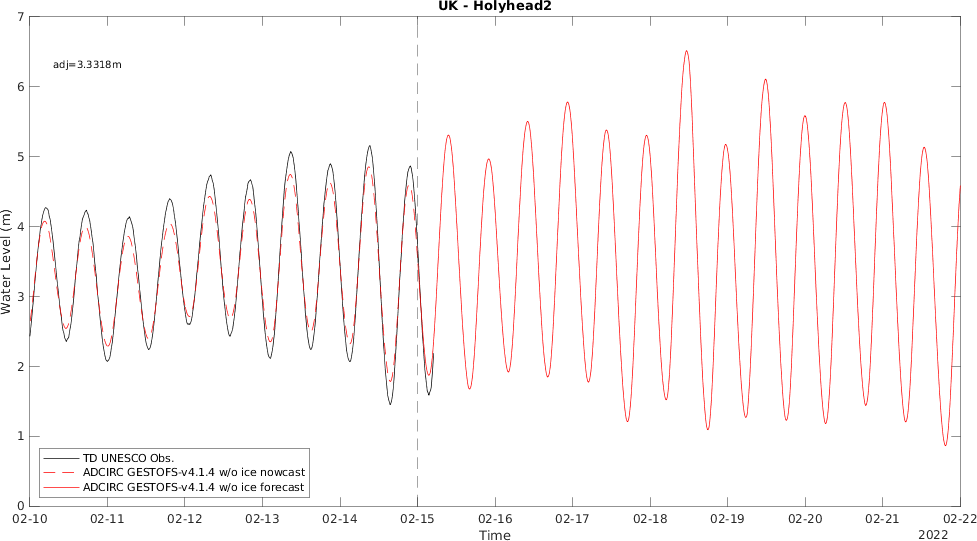 UK - Holyhead2
7
adj=3.3318m
6
5
4
Water Level (m)
3
2
1
TD UNESCO Obs.
ADCIRC GESTOFS-v4.1.4 w/o ice nowcast
ADCIRC GESTOFS-v4.1.4 w/o ice forecast
0
02-10 02-11 02-12 02-13 02-14 02-15 02-16 02-17 02-18 02-19 02-20 02-21 02-22
Time 2022